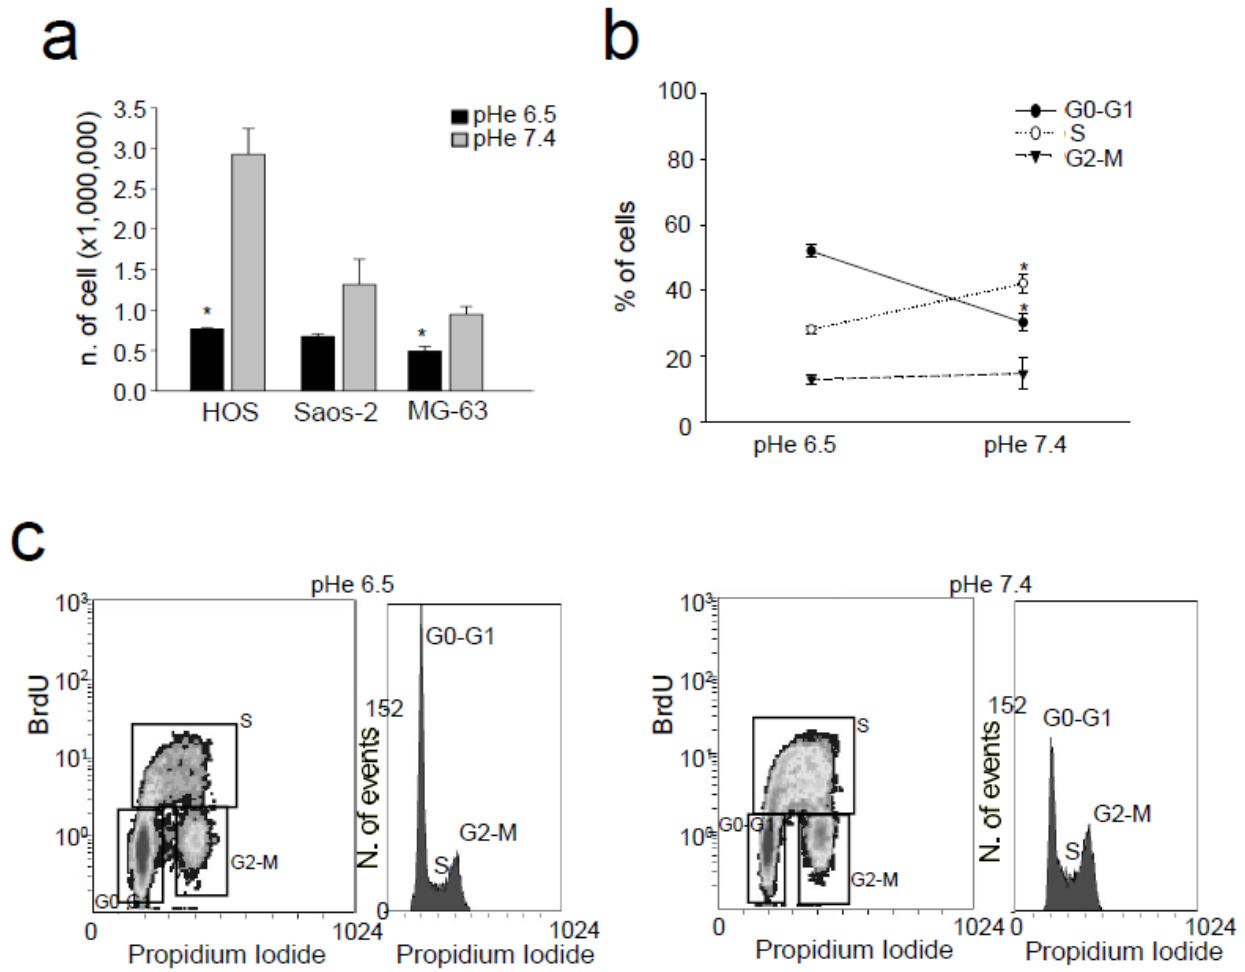 a
n. of cell (x1,000,000)
3.5
3.0
2.5
2.0
1.5
1.0
0.5
0.0
pHe 6.5
pHe 7.4
*
*
HOS Saos-2 MG-63
b
% of cells
100
80
60
40
20
0
G0-G1
S
G2-M
*
*
pHe 6.5 pHe 7.4
c
pHe 6.5
BrdU
10³
10²
10¹
10⁰
S
G0-G1
G2-M
0 1024
Propidium Iodide
N. of events
152
0
G0-G1
S
G2-M
pHe 7.4
BrdU
10³
10²
10¹
10⁰
0
S
G0-G1
G2-M
0 1024
Propidium Iodide
N. of events
152
G0-G1
S
G2-M
0 1024
Propidium Iodide